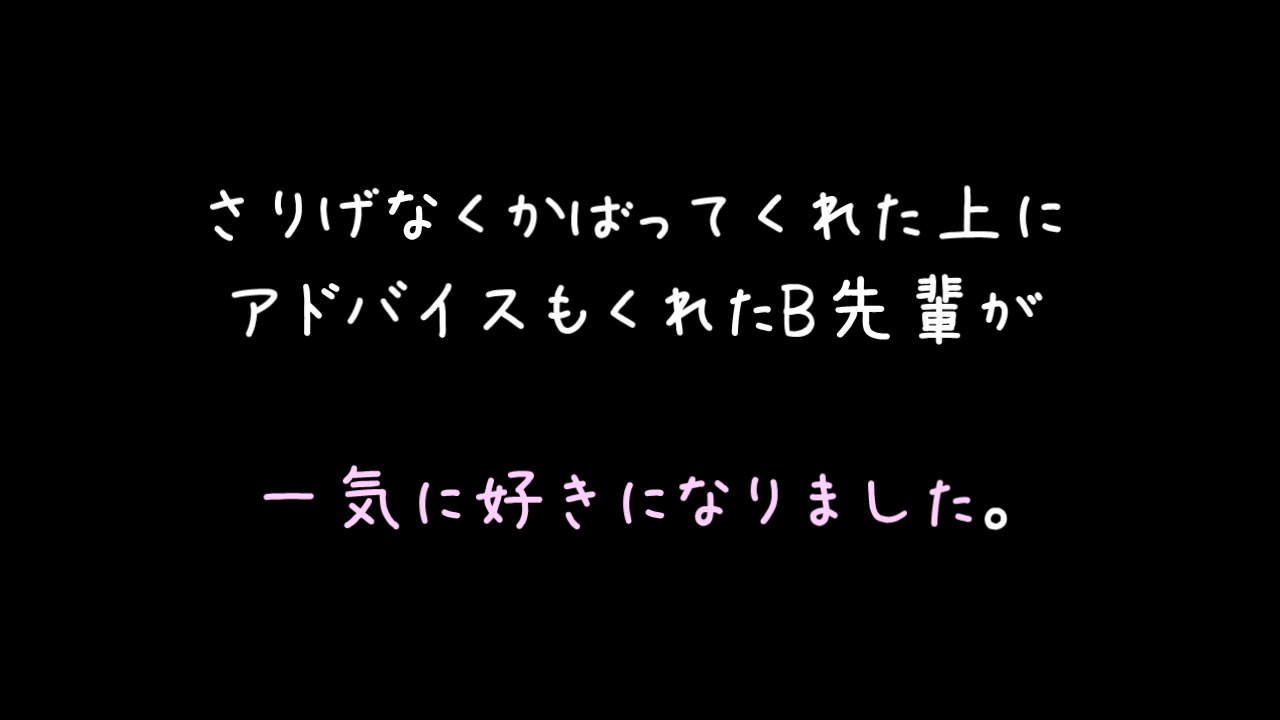 さりげなくかばってくれた上に
アドバイスもくれたB先輩が
一気に好きになりました。